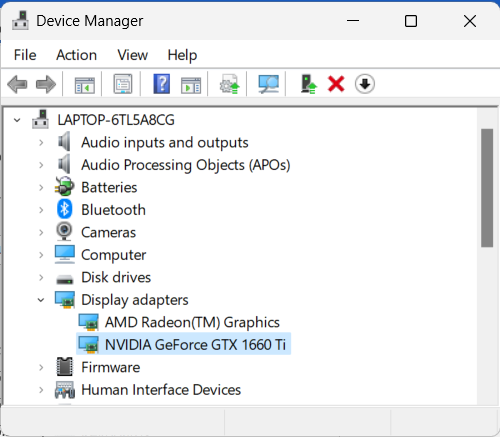 Device Manager
File Action View Help
LAPTOP-6TL5A8CG
Audio inputs and outputs
Audio Processing Objects (APOs)
Batteries
Bluetooth
Cameras
Computer
Disk drives
Display adapters
AMD Radeon(TM) Graphics
NVIDIA GeForce GTX 1660 Ti
Firmware
Human Interface Devices